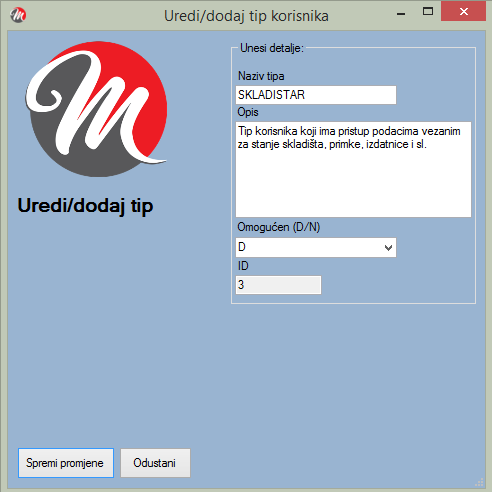 Uredi/dodaj tip korisnika
M
Uredi/dodaj tip
Unesi detalje:
Naziv tipa
SKLADISTAR
Opis
Tip korisnika koji ima pristup podacima vezanim
za stanje skladišta, primke, izdatnice i sl.
Omogućen (D/N)
D
ID
3
Spremi promjene
Odustani